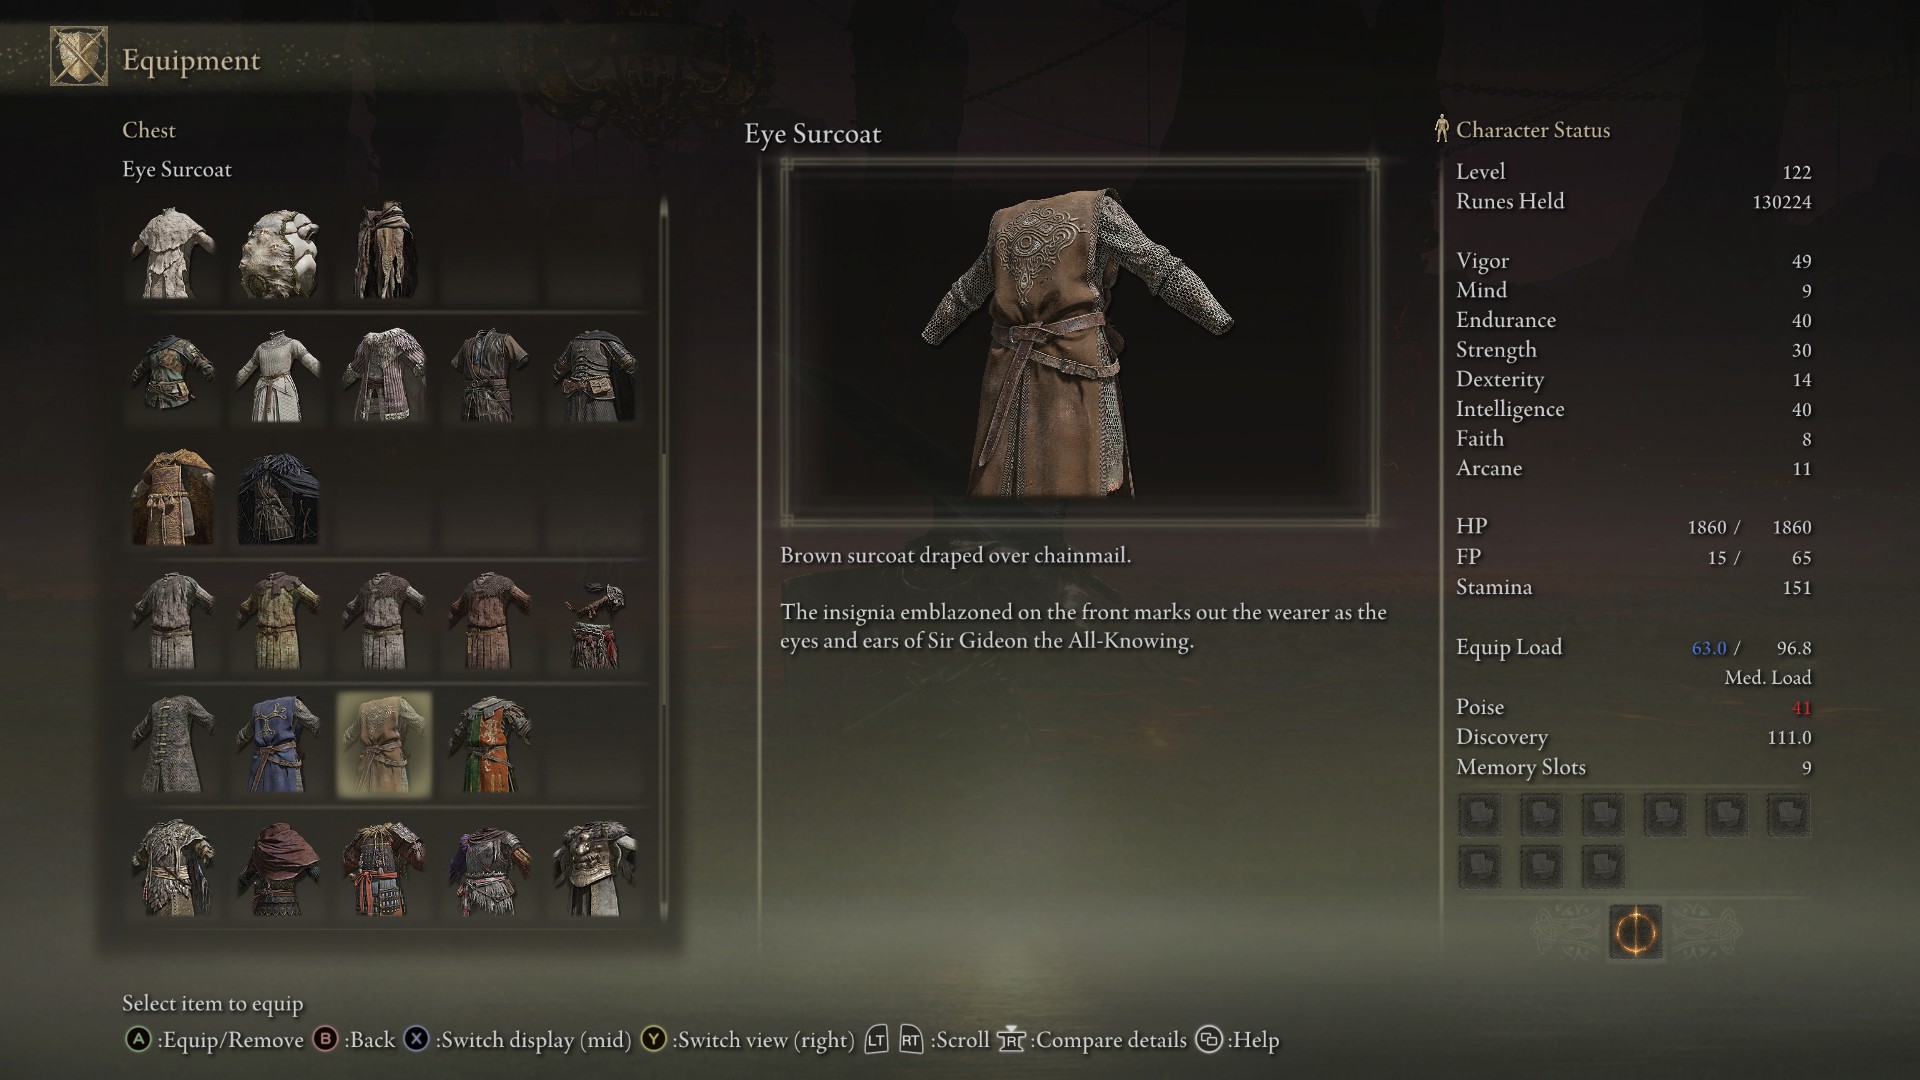 Equipment
Chest
Eye Surcoat
Eye Surcoat
Brown surcoat draped over chainmail.
The insignia emblazoned on the front marks out the wearer as the
eyes and ears of Sir Gideon the All-Knowing.
Character Status
Level 122
Runes Held 130224
Vigor 49
Mind 9
Endurance 40
Strength 30
Dexterity 14
Intelligence 40
Faith 8
Arcane 11
HP 1860 / 1860
FP 15 / 65
Stamina 151
Equip Load 63.0 / 96.8
Med. Load
Poise 41
Discovery 111.0
Memory Slots 9
Select item to equip
A :Equip/Remove B :Back X :Switch display (mid) Y :Switch view (right) LT RT :Scroll R :Compare details :Help